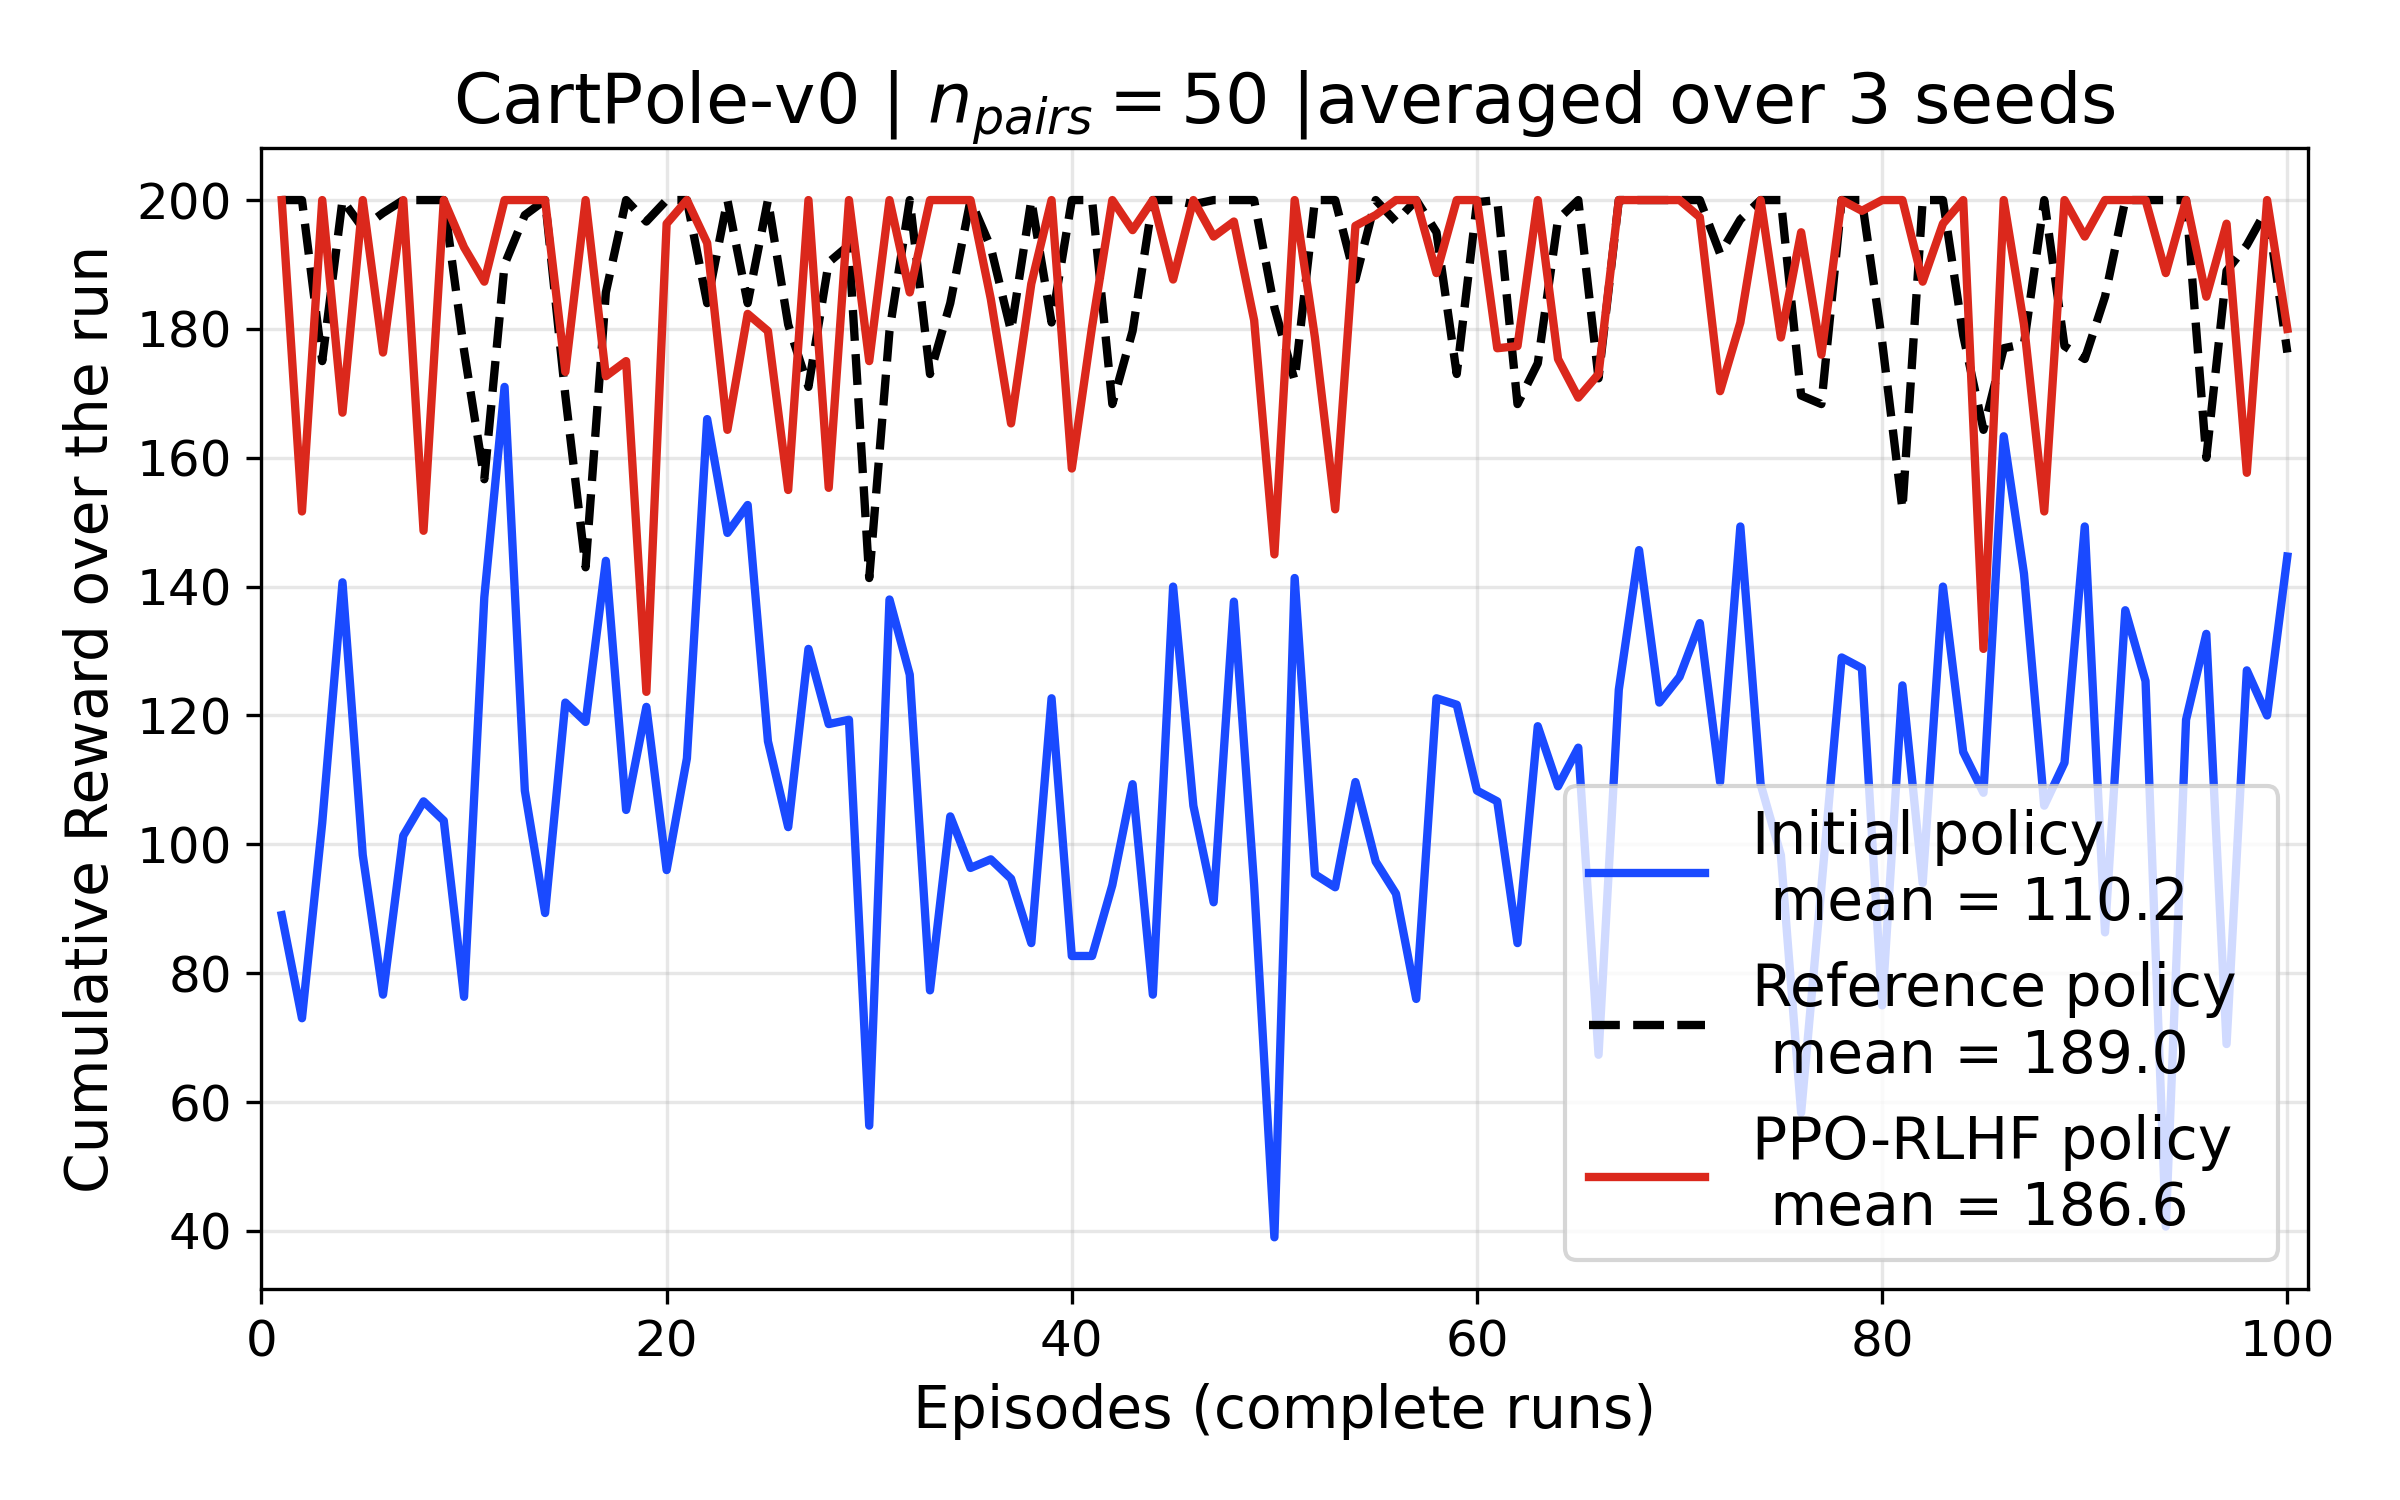 CartPole-v0 | n_pairs = 50 |averaged over 3 seeds
Cumulative Reward over the run
200
180
160
140
120
100
80
60
40
Initial policy
mean = 110.2
Reference policy
mean = 189.0
PPO-RLHF policy
mean = 186.6
0 20 40 60 80 100
Episodes (complete runs)